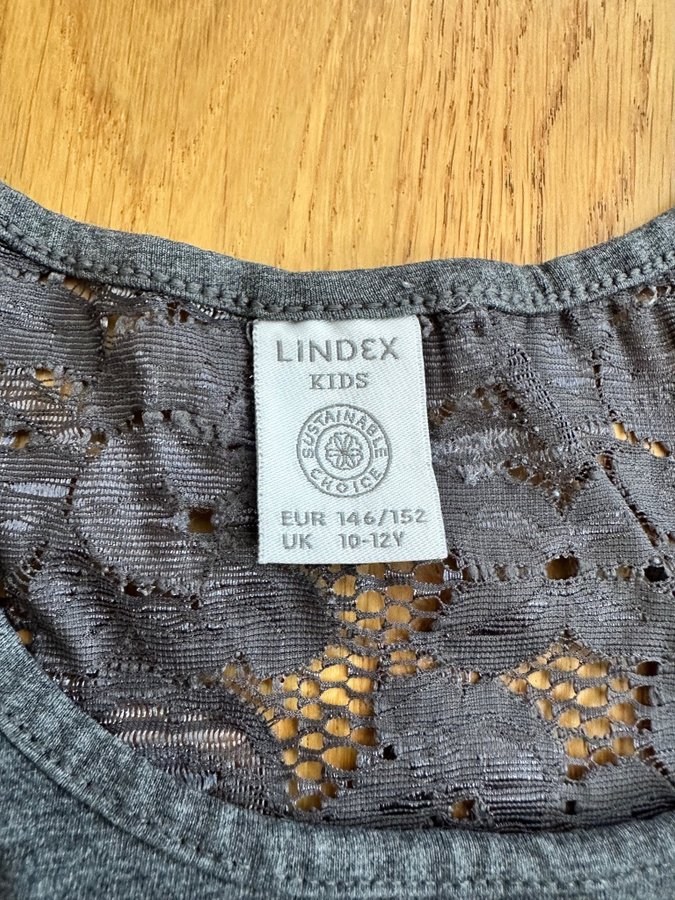 LINDEX
KIDS
SUSTAINABLE
CHOICE
EUR 146/152
UK 10-12Y